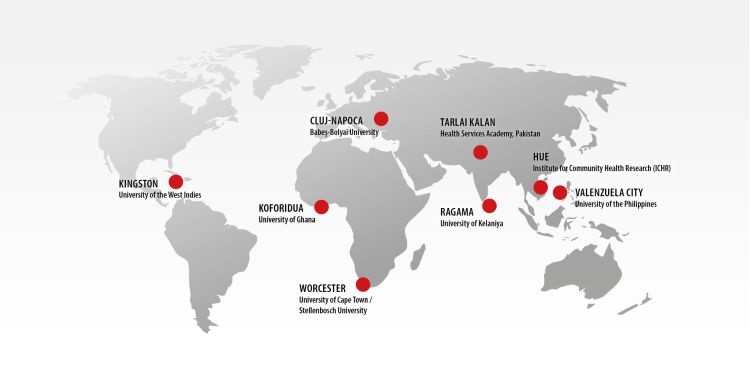 CLUJ-NAPOCA
Babeş-Bolyai University
TARLAI KALAN
Health Services Academy, Pakistan
HUE
Institute for Community Health Research (ICHR)
KINGSTON
University of the West Indies
VALENZUELA CITY
University of the Philippines
KOFORIDUA
University of Ghana
RAGAMA
University of Kelaniya
WORCESTER
University of Cape Town /
Stellenbosch University